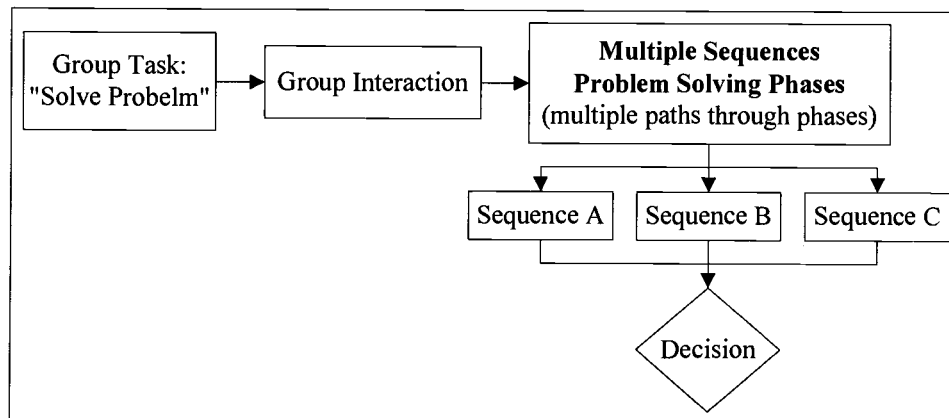 Group Task:
"Solve Probelm"
Group Interaction
Multiple Sequences
Problem Solving Phases
(multiple paths through phases)
Sequence A
Sequence B
Sequence C
Decision